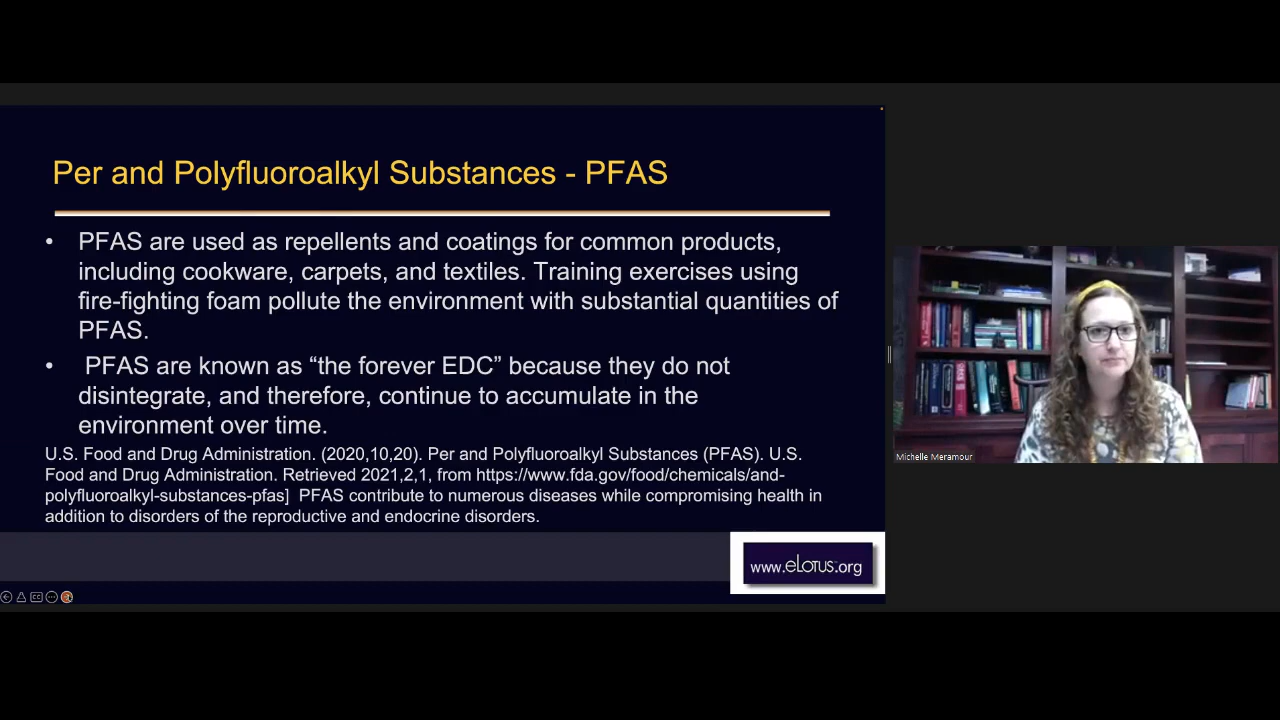 Per and Polyfluoroalkyl Substances - PFAS
• PFAS are used as repellents and coatings for common products,
including cookware, carpets, and textiles. Training exercises using
fire-fighting foam pollute the environment with substantial quantities of
PFAS.
• PFAS are known as “the forever EDC” because they do not
disintegrate, and therefore, continue to accumulate in the
environment over time.
U.S. Food and Drug Administration. (2020,10,20). Per and Polyfluoroalkyl Substances (PFAS). U.S.
Food and Drug Administration. Retrieved 2021,2,1, from https://www.fda.gov/food/chemicals/and-
polyfluoroalkyl-substances-pfas] PFAS contribute to numerous diseases while compromising health in
addition to disorders of the reproductive and endocrine disorders.
www.eLotus.org
Michelle Meramour